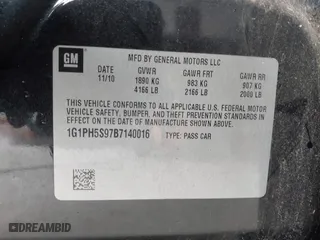 GM
MFD BY GENERAL MOTORS LLC
DATE GVWR GAWR FRT GAWR RR
11/10 1890 KG 983 KG 907 KG
4166 LB 2166 LB 2000 LB
THIS VEHICLE CONFORMS TO ALL APPLICABLE U.S. FEDERAL MOTOR
VEHICLE SAFETY, BUMPER, AND THEFT PREVENTION STANDARDS
IN EFFECT ON THE DATE OF MANUFACTURE SHOWN ABOVE.
1G1PH5S97B7140016 TYPE: PASS CAR
DREAMBID